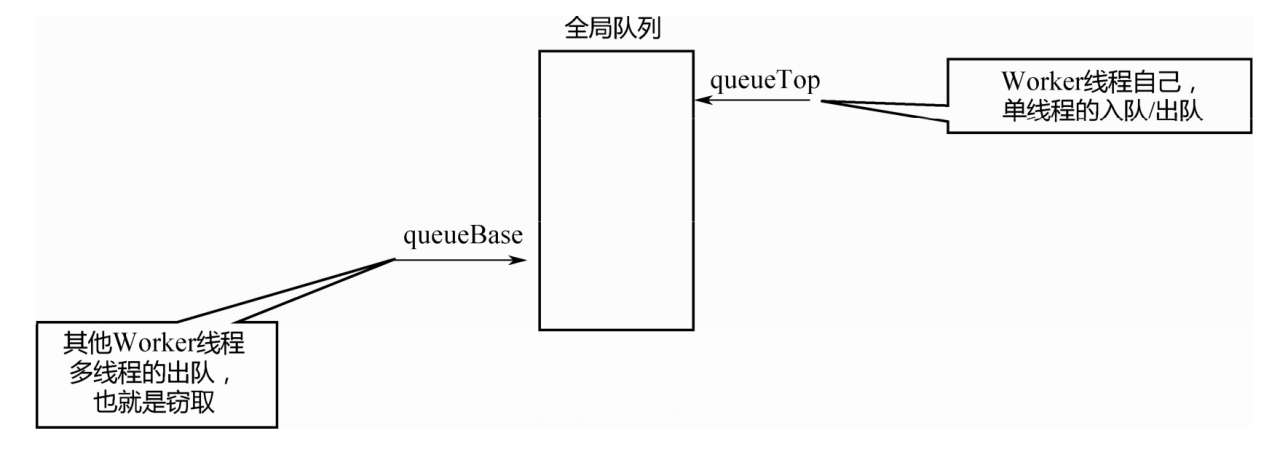 全局队列
queueTop
Worker线程自己，
单线程的入队/出队
queueBase
其他Worker线程
多线程的出队，
也就是窃取